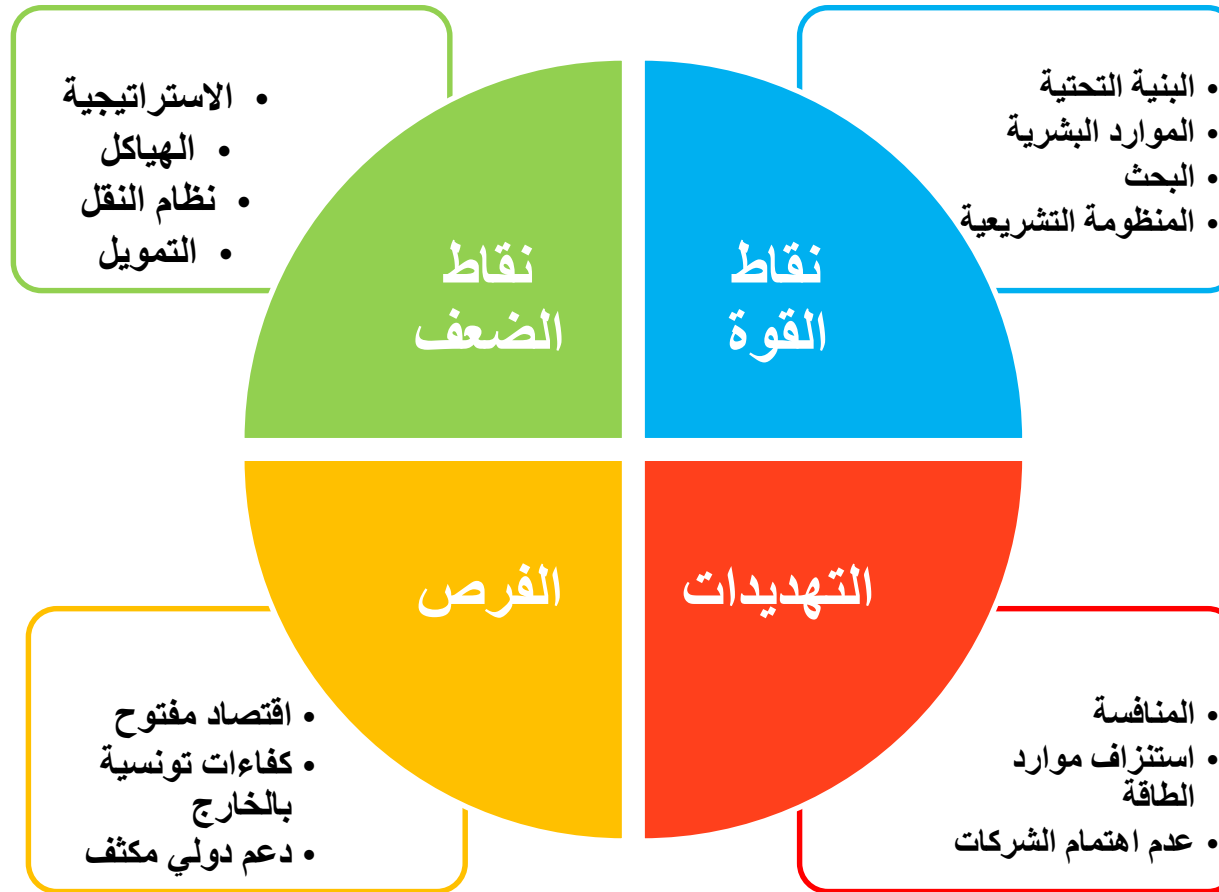 • البنية التحتية
• الموارد البشرية
• البحث
• المنظومة التشريعية
نقاط
القوة
• الاستراتيجية
• الهياكل
• نظام النقل
• التمويل
نقاط
الضعف
التهديدات
• المنافسة
• استنزاف موارد
الطاقة
• عدم اهتمام الشركات
الفرص
• اقتصاد مفتوح
• كفاءات تونسية
بالخارج
• دعم دولي مكثف